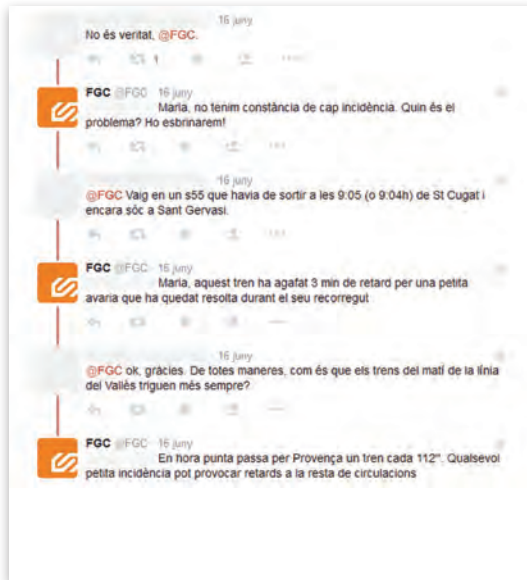 16 juny
No és veritat, @FGC.
1
FGC @FGC · 16 juny
Maria, no tenim constància de cap incidència. Quin és el
problema? Ho esbrinarem!
16 juny
@FGC Vaig en un s55 que havia de sortir a les 9:05 (o 9:04h) de St Cugat i
encara sóc a Sant Gervasi.
FGC @FGC · 16 juny
Maria, aquest tren ha agafat 3 min de retard per una petita
avaria que ha quedat resolta durant el seu recorregut
· 16 juny
@FGC ok, gràcies. De totes maneres, com és que els trens del matí de la línia
del Vallès triguen més sempre?
FGC @FGC · 16 juny
En hora punta passa per Provença un tren cada 112". Qualsevol
petita incidència pot provocar retards a la resta de circulacions